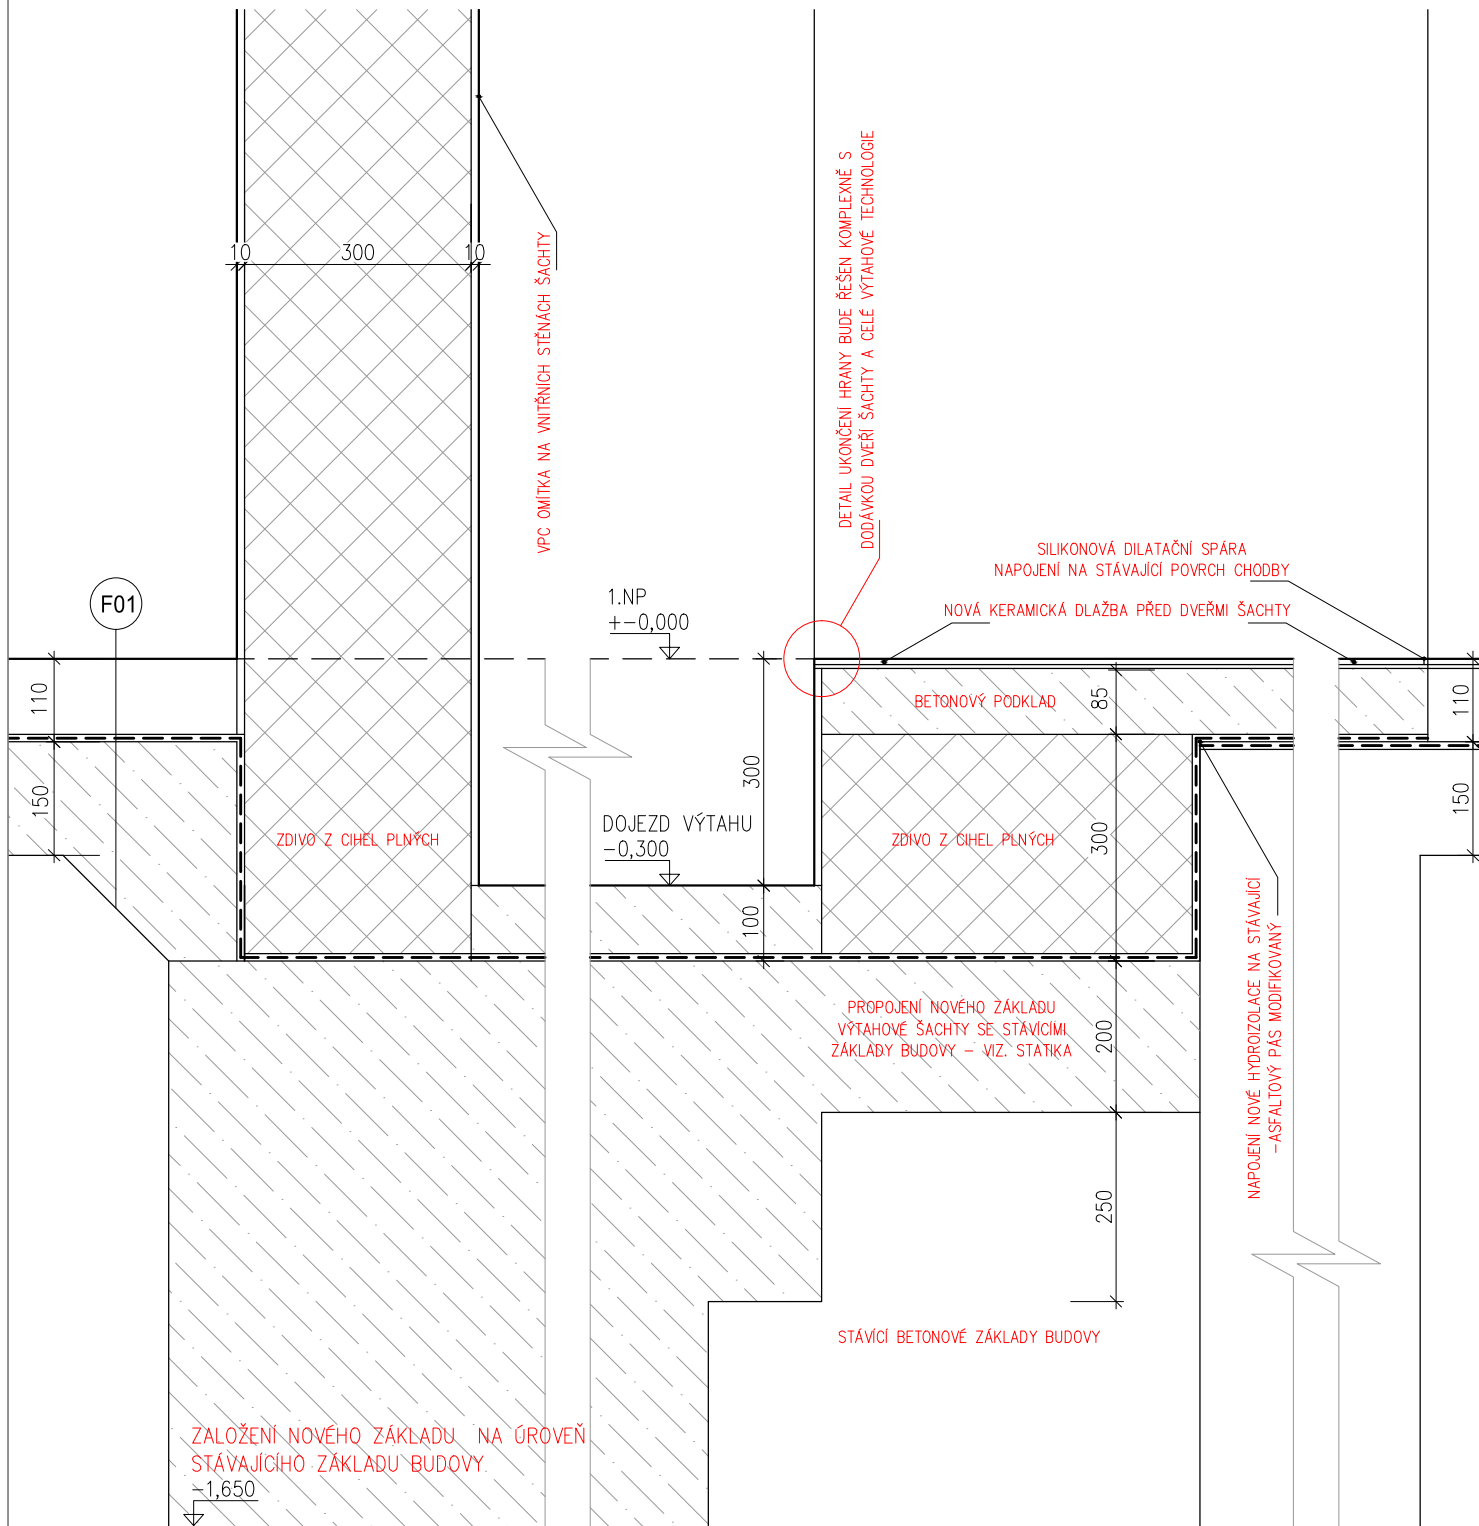 10
300
10
VPC OMÍTKA NA VNITŘNÍCH STĚNÁCH ŠACHTY
DETAIL UKONČENÍ HRANY BUDE ŘEŠEN KOMPLEXNĚ S
DODÁVKOU DVEŘÍ ŠACHTY A CELÉ VÝTAHOVÉ TECHNOLOGIE
SILIKONOVÁ DILATAČNÍ SPÁRA
NAPOJENÍ NA STÁVAJÍCÍ POVRCH CHODBY
NOVÁ KERAMICKÁ DLAŽBA PŘED DVEŘMI ŠACHTY
F01
1.NP
+-0,000
110
150
BETONOVÝ PODKLAD
85
110
150
300
ZDIVO Z CIHEL PLNÝCH
DOJEZD VÝTAHU
-0,300
ZDIVO Z CIHEL PLNÝCH
300
100
NAPOJENÍ NOVÉ HYDROIZOLACE NA STÁVAJÍCÍ
-ASFALTOVÝ PÁS MODIFIKOVANÝ
PROPOJENÍ NOVÉHO ZÁKLADU
VÝTAHOVÉ ŠACHTY SE STÁVÍCÍMI
ZÁKLADY BUDOVY - VIZ. STATIKA
200
250
STÁVÍCÍ BETONOVÉ ZÁKLADY BUDOVY
ZALOŽENÍ NOVÉHO ZÁKLADU NA ÚROVEŇ
STÁVAJÍCÍHO ZÁKLADU BUDOVY
-1,650